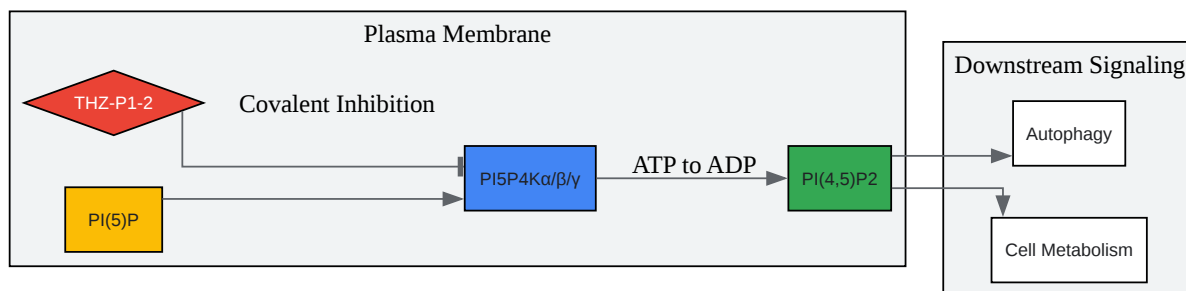 Plasma Membrane
Downstream Signaling
THZ-P1-2
Covalent Inhibition
Autophagy
PI5P4Kα/β/γ
ATP to ADP
PI(4,5)P2
PI(5)P
Cell Metabolism